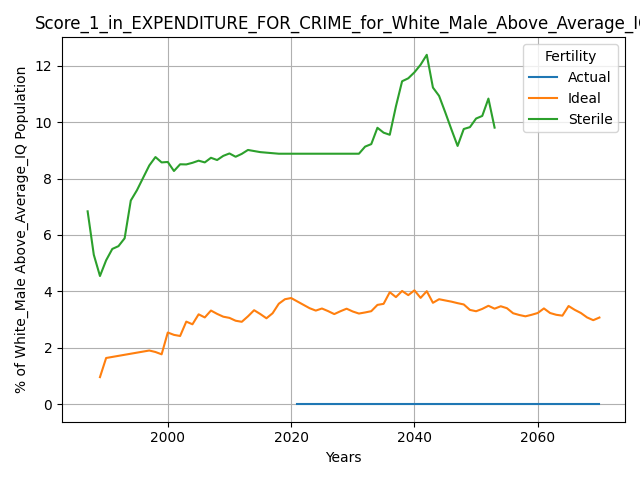 Score_1_in_EXPENDITURE_FOR_CRIME_for_White_Male_Above_Average_IQ
% of White_Male Above_Average_IQ Population
12
10
8
6
4
2
0
Fertility
Actual
Ideal
Sterile
2000
2020
2040
2060
Years